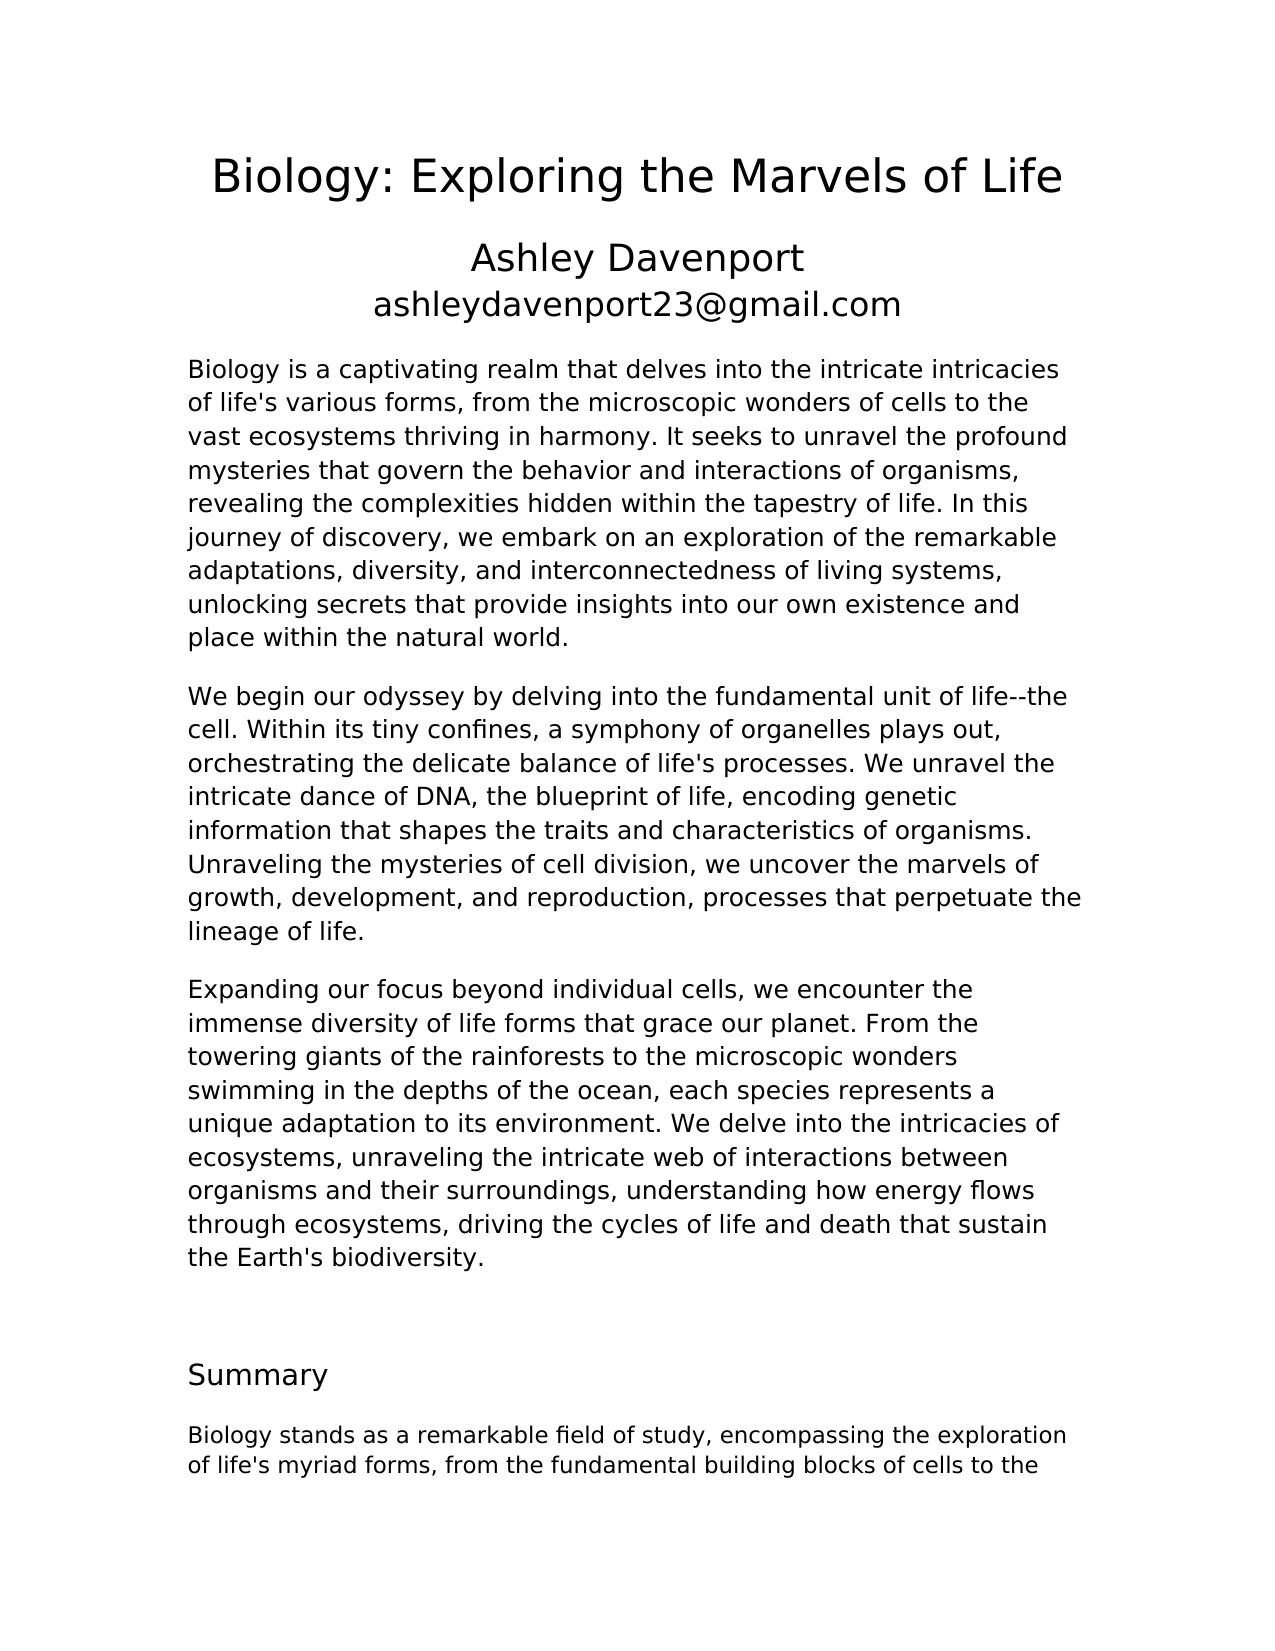 Biology: Exploring the Marvels of Life
Ashley Davenport
ashleydavenport23@gmail.com
Biology is a captivating realm that delves into the intricate intricacies
of life's various forms, from the microscopic wonders of cells to the
vast ecosystems thriving in harmony. It seeks to unravel the profound
mysteries that govern the behavior and interactions of organisms,
revealing the complexities hidden within the tapestry of life. In this
journey of discovery, we embark on an exploration of the remarkable
adaptations, diversity, and interconnectedness of living systems,
unlocking secrets that provide insights into our own existence and
place within the natural world.
We begin our odyssey by delving into the fundamental unit of life--the
cell. Within its tiny confines, a symphony of organelles plays out,
orchestrating the delicate balance of life's processes. We unravel the
intricate dance of DNA, the blueprint of life, encoding genetic
information that shapes the traits and characteristics of organisms.
Unraveling the mysteries of cell division, we uncover the marvels of
growth, development, and reproduction, processes that perpetuate the
lineage of life.
Expanding our focus beyond individual cells, we encounter the
immense diversity of life forms that grace our planet. From the
towering giants of the rainforests to the microscopic wonders
swimming in the depths of the ocean, each species represents a
unique adaptation to its environment. We delve into the intricacies of
ecosystems, unraveling the intricate web of interactions between
organisms and their surroundings, understanding how energy flows
through ecosystems, driving the cycles of life and death that sustain
the Earth's biodiversity.
Summary
Biology stands as a remarkable field of study, encompassing the exploration
of life's myriad forms, from the fundamental building blocks of cells to the